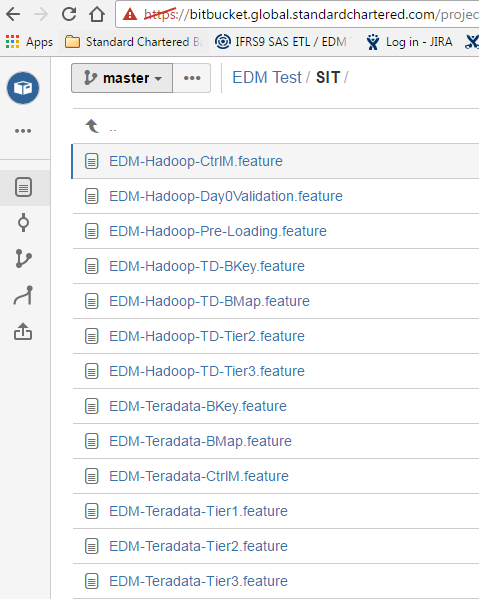 https://bitbucket.global.standardchartered.com/projec
Apps Standard Chartered B IFRS9 SAS ETL / EDM Log in - JIRA
master EDM Test / SIT /
..
EDM-Hadoop-CtrlM.feature
EDM-Hadoop-Day0Validation.feature
EDM-Hadoop-Pre-Loading.feature
EDM-Hadoop-TD-BKey.feature
EDM-Hadoop-TD-BMap.feature
EDM-Hadoop-TD-Tier2.feature
EDM-Hadoop-TD-Tier3.feature
EDM-Teradata-BKey.feature
EDM-Teradata-BMap.feature
EDM-Teradata-CtrlM.feature
EDM-Teradata-Tier1.feature
EDM-Teradata-Tier2.feature
EDM-Teradata-Tier3.feature